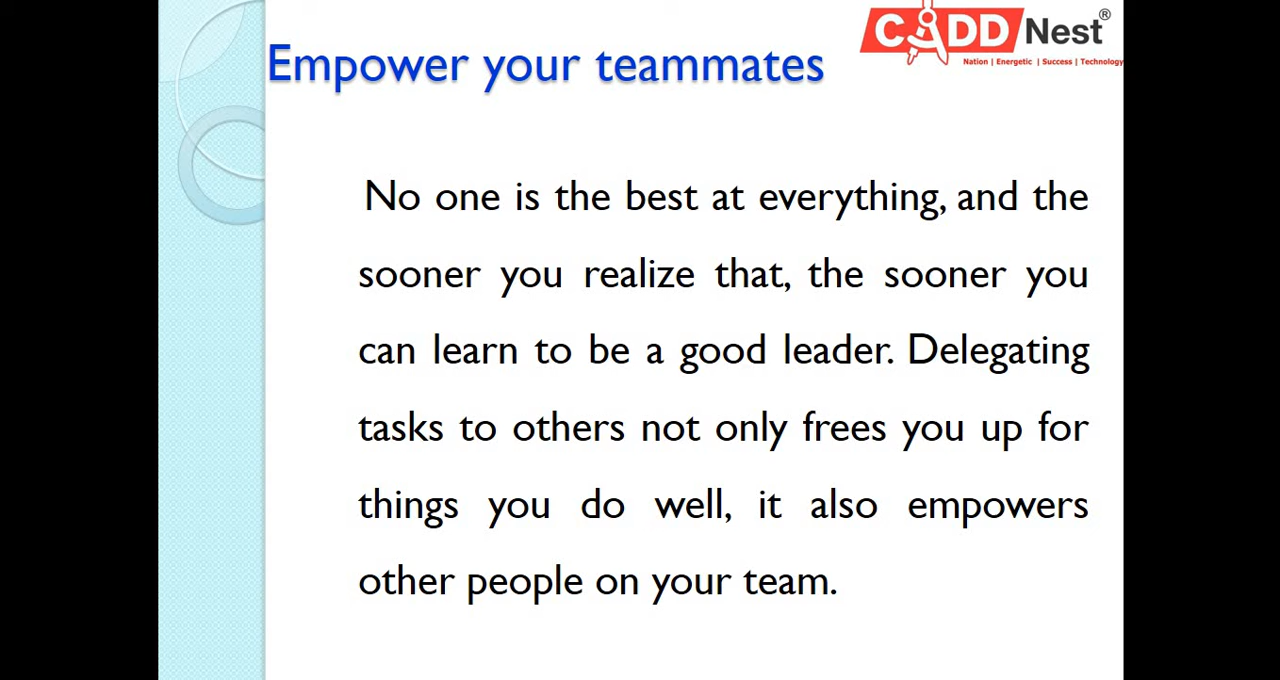 CADD Nest®
Nation | Energetic | Success | Technology
Empower your teammates
No one is the best at everything, and the
sooner you realize that, the sooner you
can learn to be a good leader. Delegating
tasks to others not only frees you up for
things you do well, it also empowers
other people on your team.